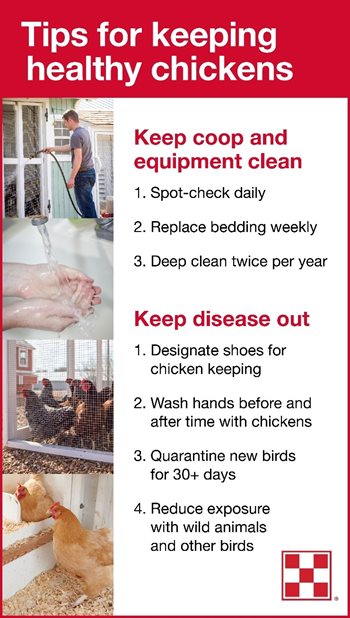 Tips for keeping
healthy chickens
Keep coop and
equipment clean
1. Spot-check daily
2. Replace bedding weekly
3. Deep clean twice per year
Keep disease out
1. Designate shoes for
chicken keeping
2. Wash hands before and
after time with chickens
3. Quarantine new birds
for 30+ days
4. Reduce exposure
with wild animals
and other birds
®